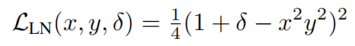 ℒ_LN(x, y, δ) = ¼(1 + δ − x²y²)²